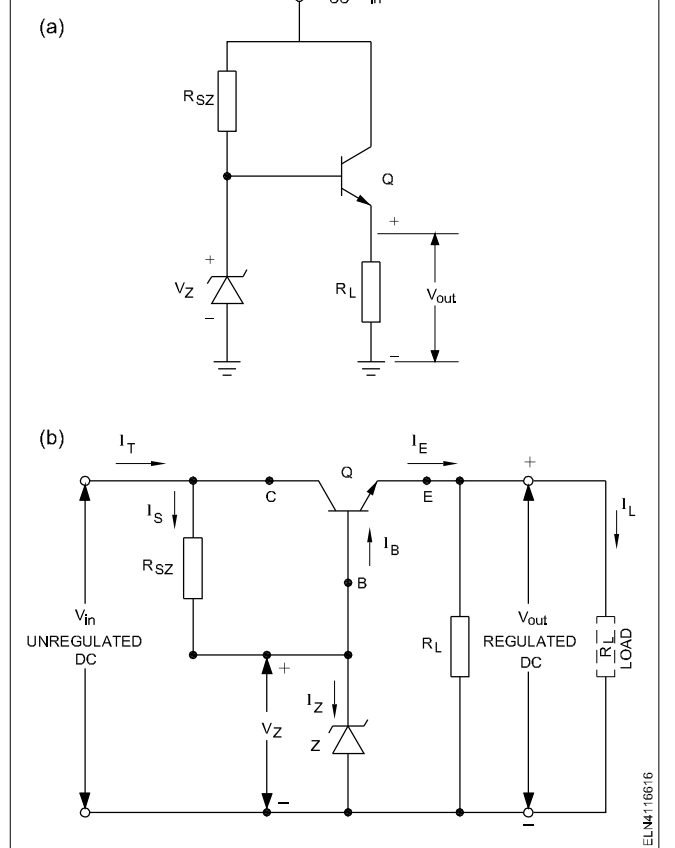 (a)
R SZ
Q
+
+
V Z
R L
V out
–
–
(b)
I T
Q
I E
+
C
E
I S
I L
R SZ
I B
B
V in
UNREGULATED
DC
R L
V out
REGULATED
DC
R L
LOAD
+
I Z
V Z
Z
–
–
ELN4116616